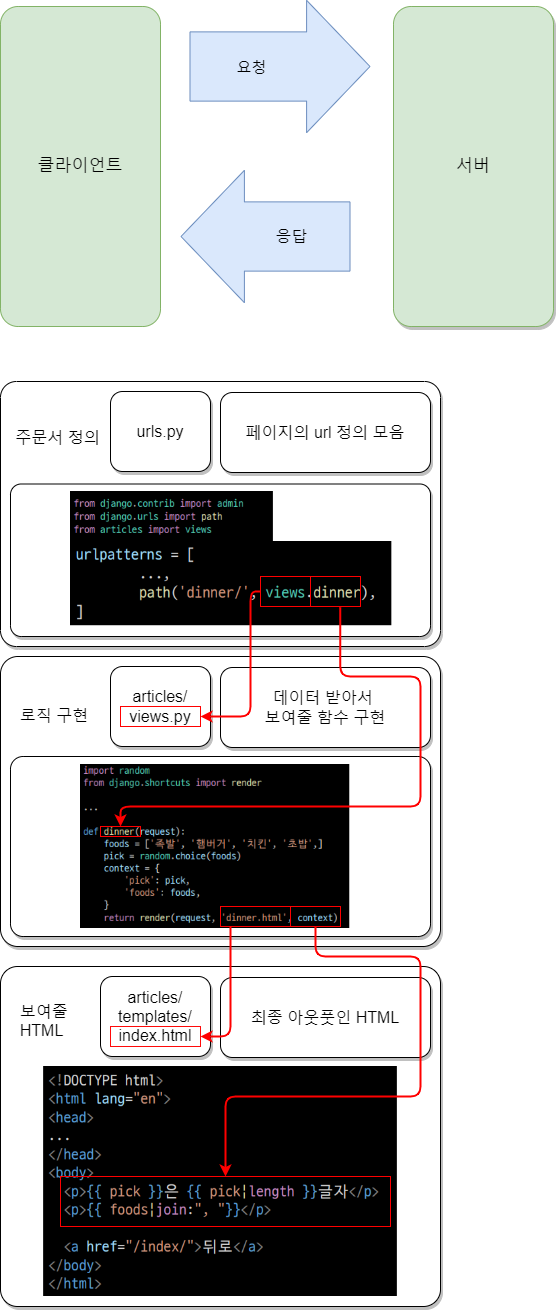 클라이언트
요청
서버
응답
주문서 정의
urls.py
페이지의 url 정의 모음
from django.contrib import admin
from django.urls import path
from articles import views
urlpatterns = [
...,
path('dinner/', views.dinner),
]
로직 구현
articles/
views.py
데이터 받아서
보여줄 함수 구현
import random
from django.shortcuts import render
...
def dinner(request):
foods = ['족발', '햄버거', '치킨', '초밥',]
pick = random.choice(foods)
context = {
'pick': pick,
'foods': foods,
}
return render(request, 'dinner.html', context)
보여줄
HTML
articles/
templates/
index.html
최종 아웃풋인 HTML
<!DOCTYPE html>
<html lang="en">
<head>
...
</head>
<body>
<p>{{ pick }}은 {{ pick|length }}글자</p>
<p>{{ foods|join:", "}}</p>
<a href="/index/">뒤로</a>
</body>
</html>